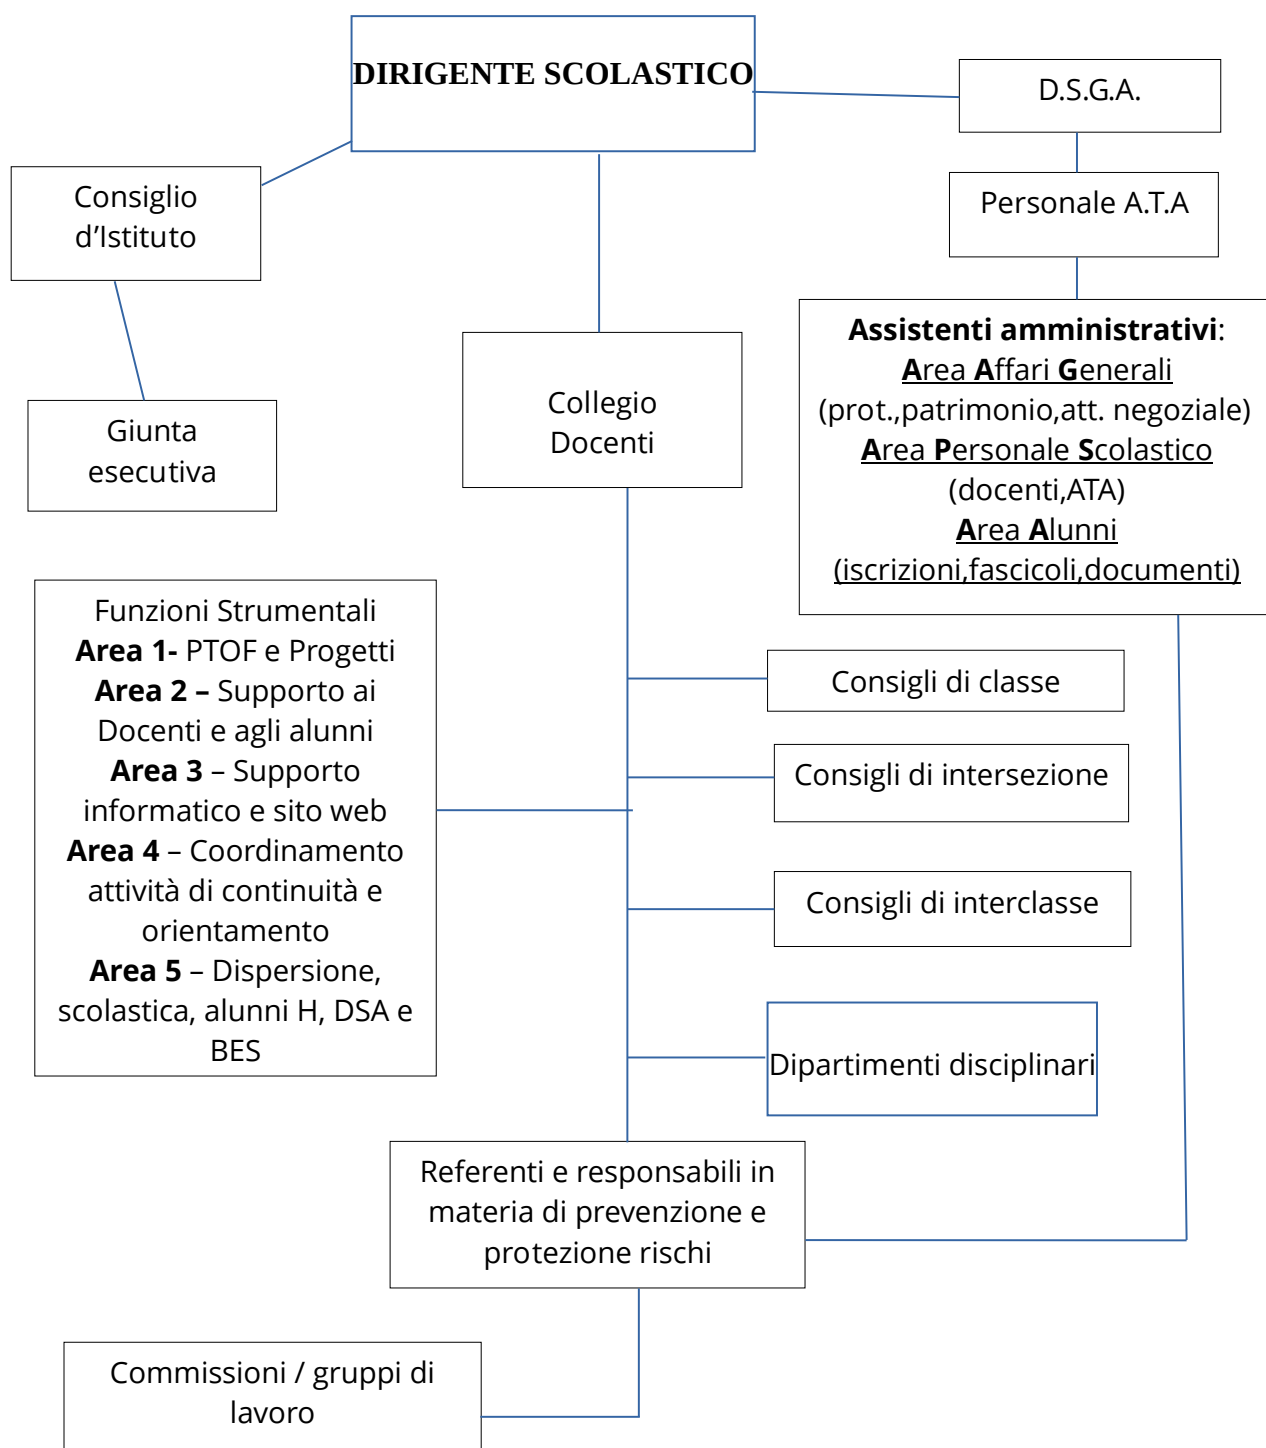 DIRIGENTE SCOLASTICO
D.S.G.A.
Consiglio
d’Istituto
Personale A.T.A
Giunta
esecutiva
Collegio
Docenti
Assistenti amministrativi:
Area Affari Generali
(prot.,patrimonio,att. negoziale)
Area Personale Scolastico
(docenti,ATA)
Area Alunni
(iscrizioni,fascicoli,documenti)
Funzioni Strumentali
Area 1- PTOF e Progetti
Area 2 – Supporto ai
Docenti e agli alunni
Area 3 – Supporto
informatico e sito web
Area 4 – Coordinamento
attività di continuità e
orientamento
Area 5 – Dispersione,
scolastica, alunni H, DSA e
BES
Consigli di classe
Consigli di intersezione
Consigli di interclasse
Dipartimenti disciplinari
Referenti e responsabili in
materia di prevenzione e
protezione rischi
Commissioni / gruppi di
lavoro